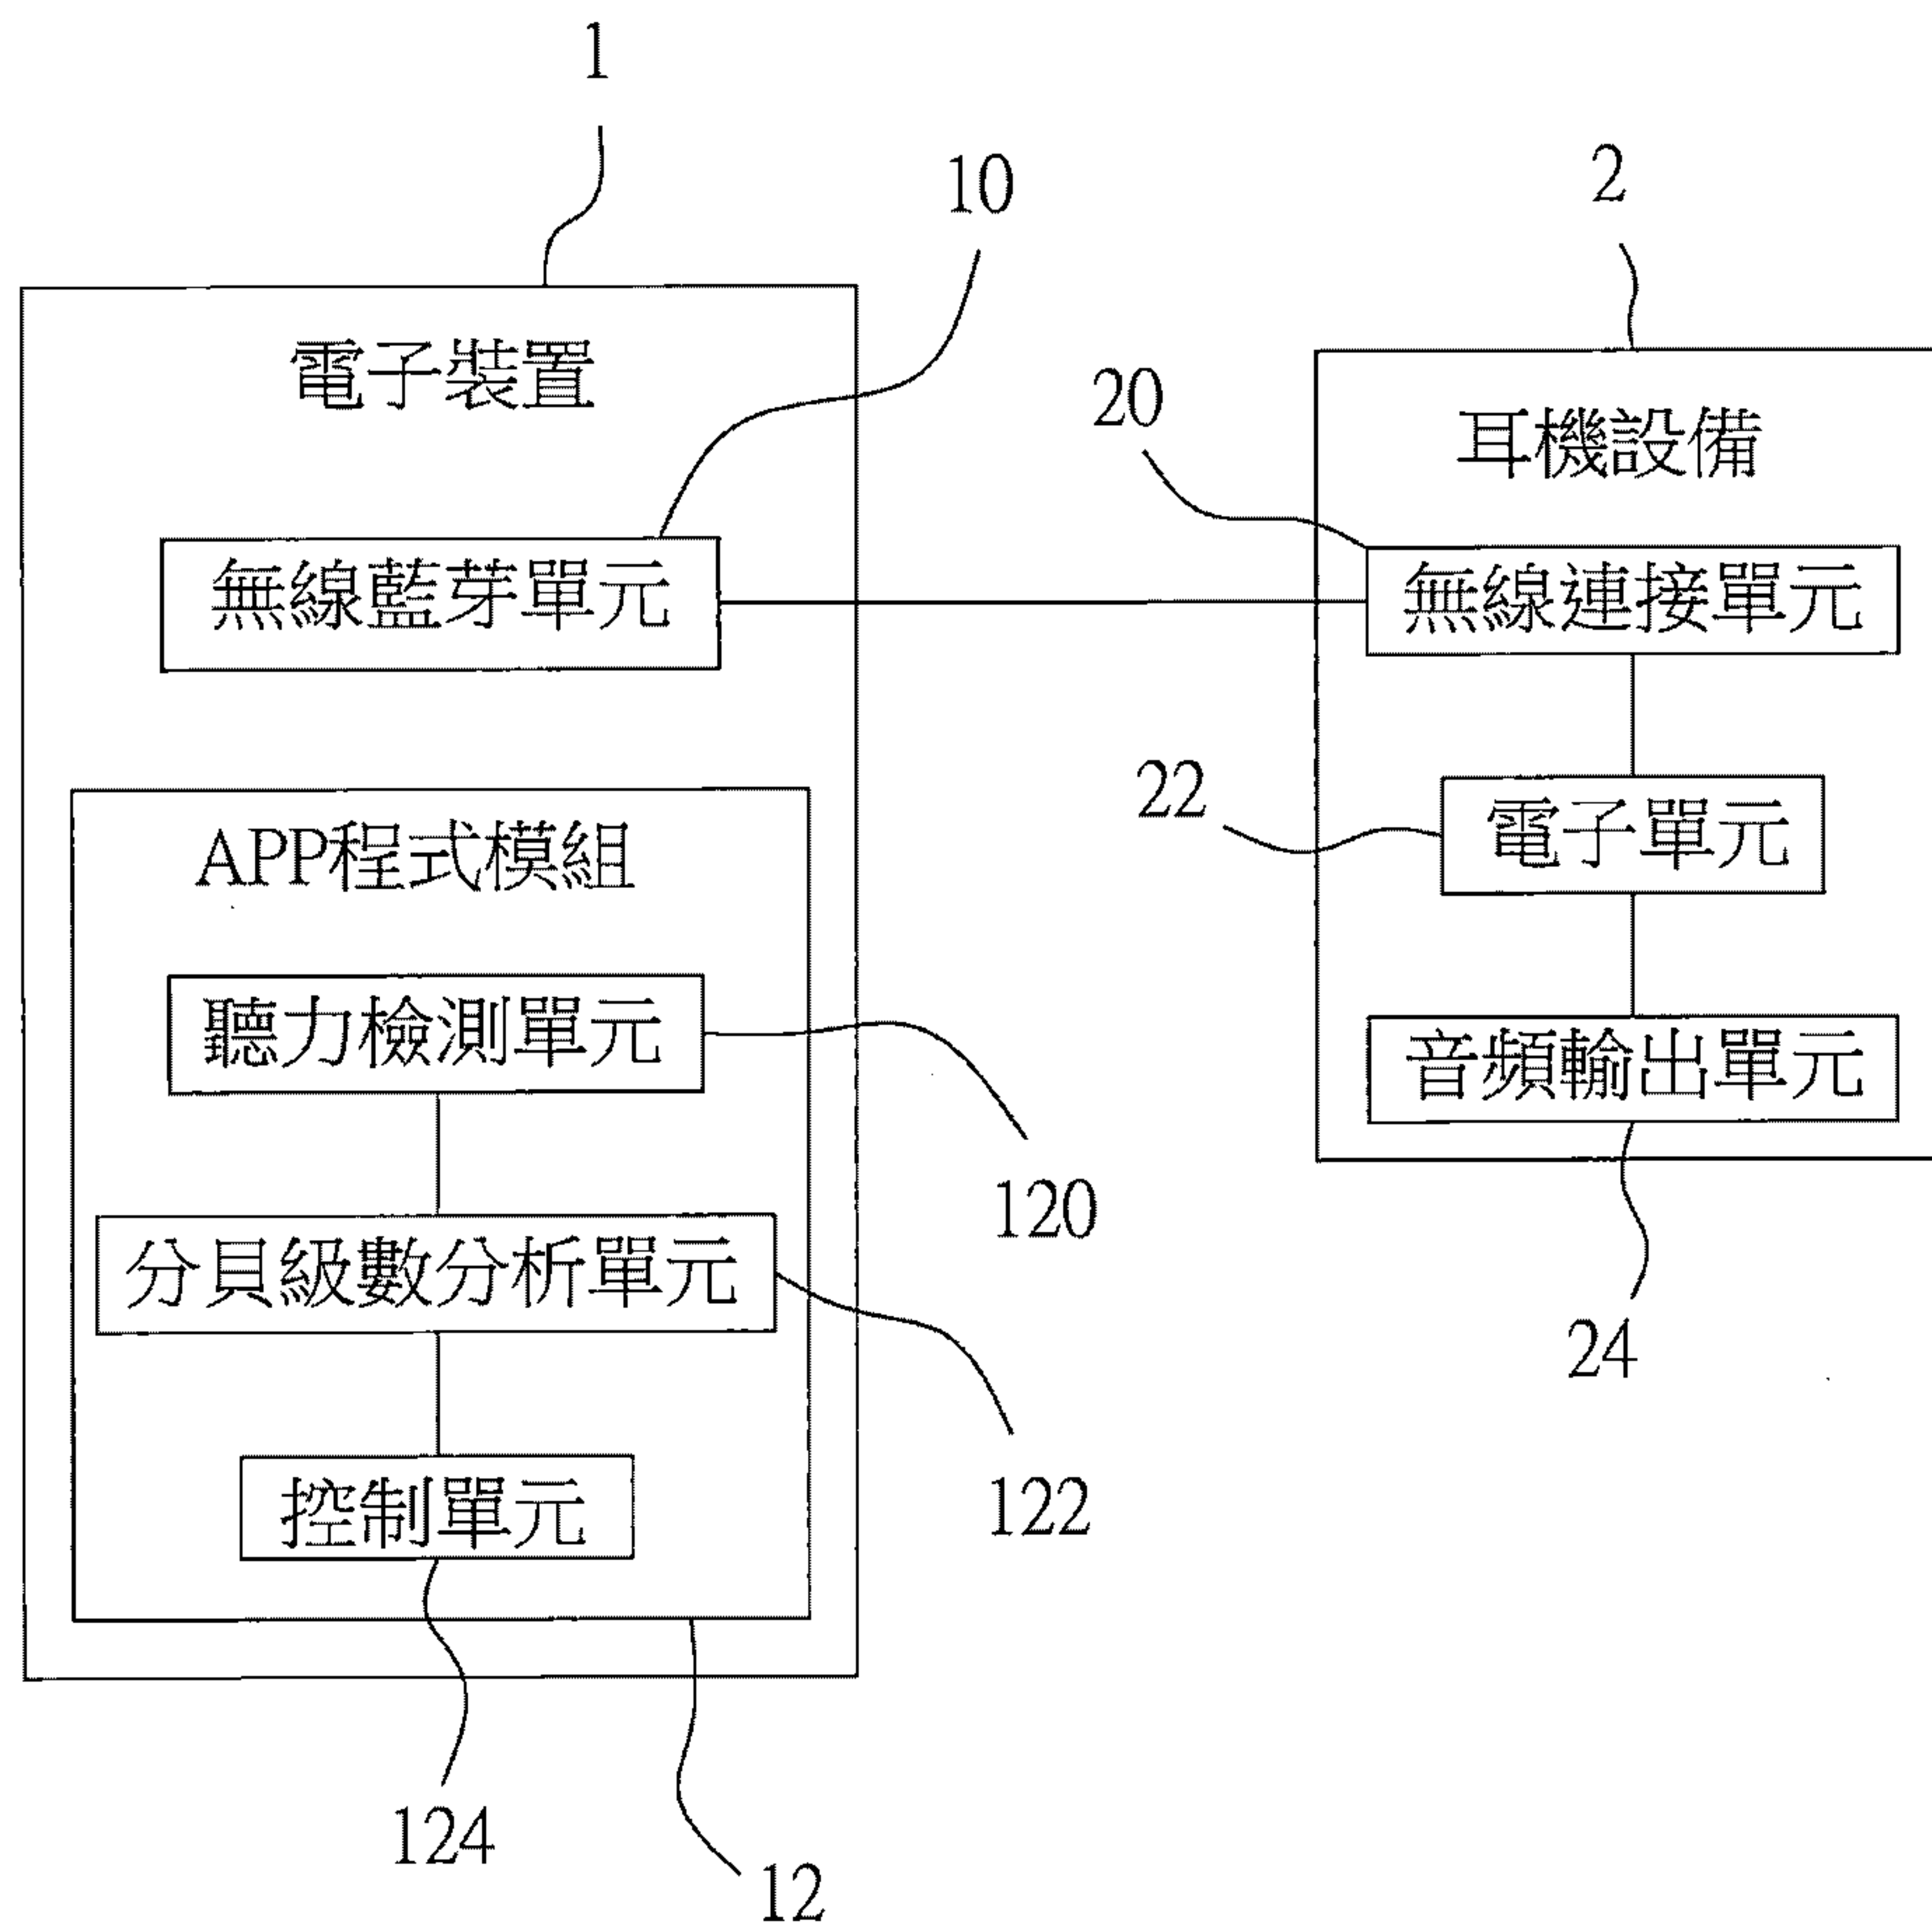 1
10
2
電子裝置
20
耳機設備
無線藍芽單元
無線連接單元
22
電子單元
APP程式模組
聽力檢測單元
音頻輸出單元
120
分貝級數分析單元
24
122
控制單元
124
12